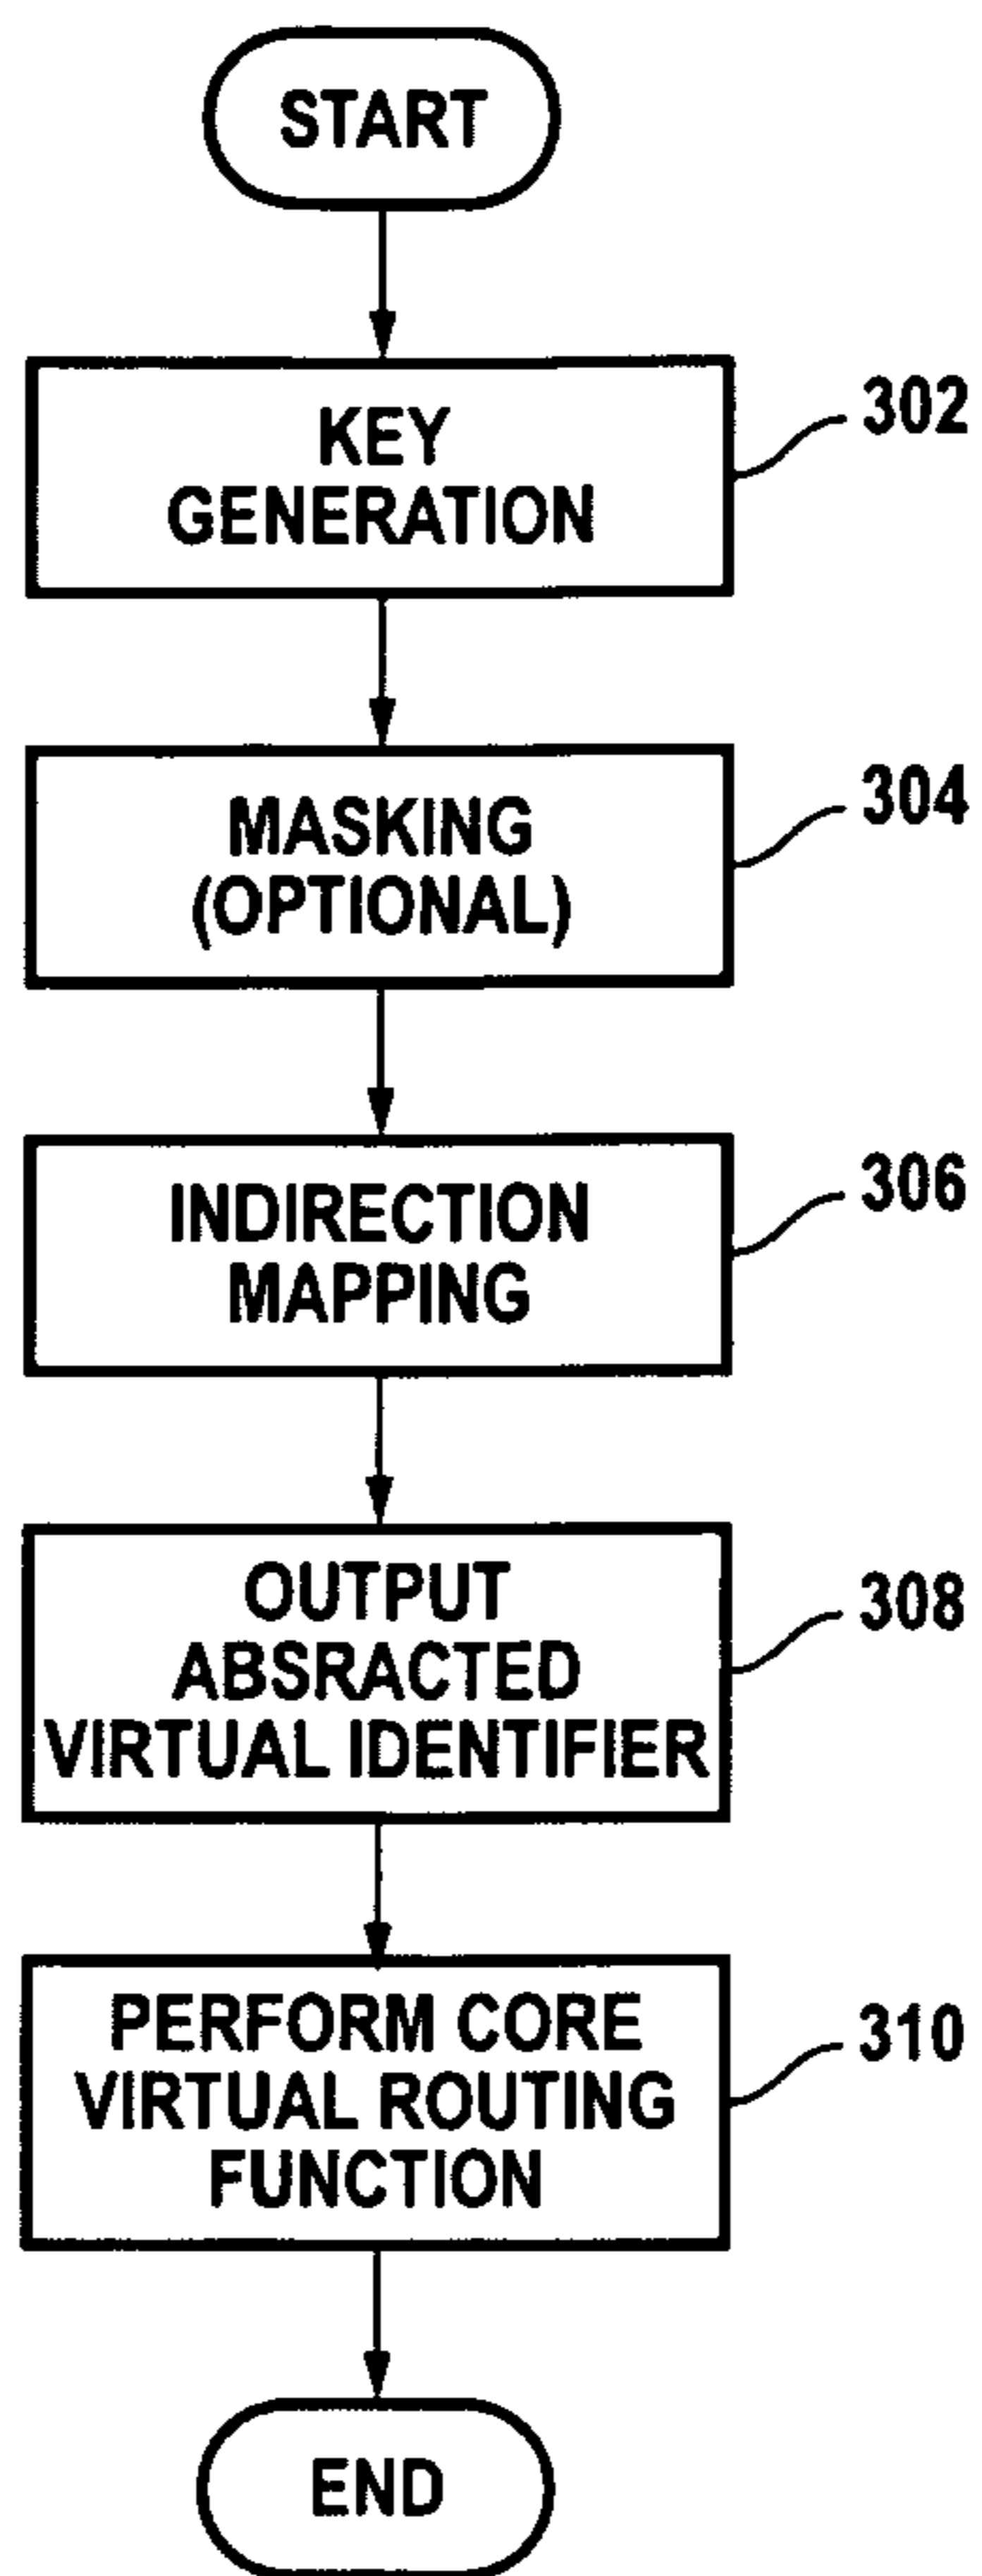 START
KEY
GENERATION
302
MASKING
(OPTIONAL)
304
INDIRECTION
MAPPING
306
OUTPUT
ABSRACTED
VIRTUAL IDENTIFIER
308
PERFORM CORE
VIRTUAL ROUTING
FUNCTION
310
END